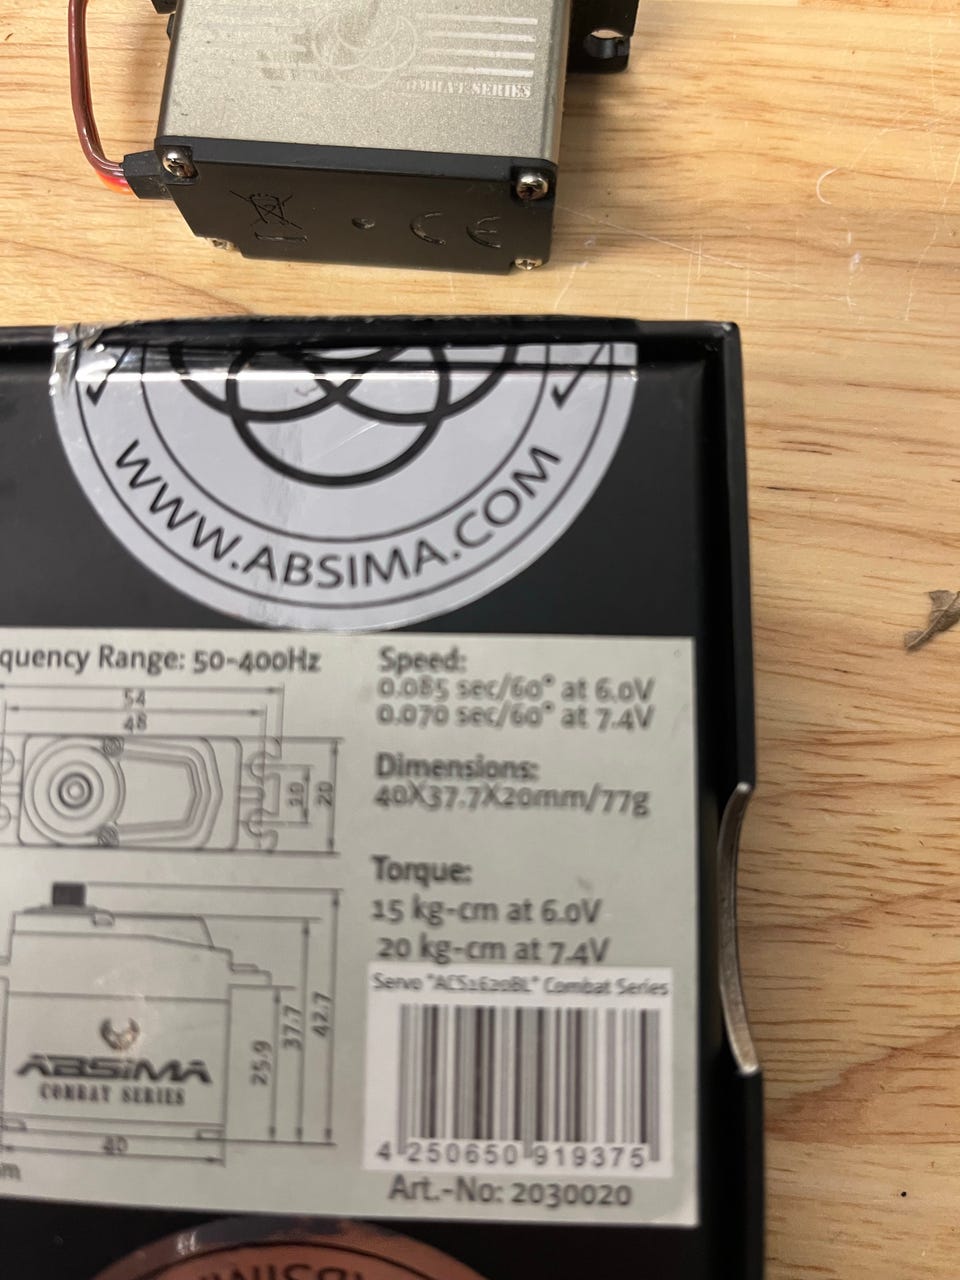 COMBAT SERIES
CE
WWW.ABSIMA.COM
quency Range: 50-400Hz
54
48
10
20
Speed:
0.085 sec/60° at 6.0V
0.070 sec/60° at 7.4V
Dimensions:
40X37.7X20mm/77g
Torque:
15 kg-cm at 6.0V
20 kg-cm at 7.4V
Servo "ACS1620BL" Combat Series
25.9
37.7
42.7
ABSIMA
COMBAT SERIES
40
m
4 250650 919375
Art.-No: 2030020
ABSIM